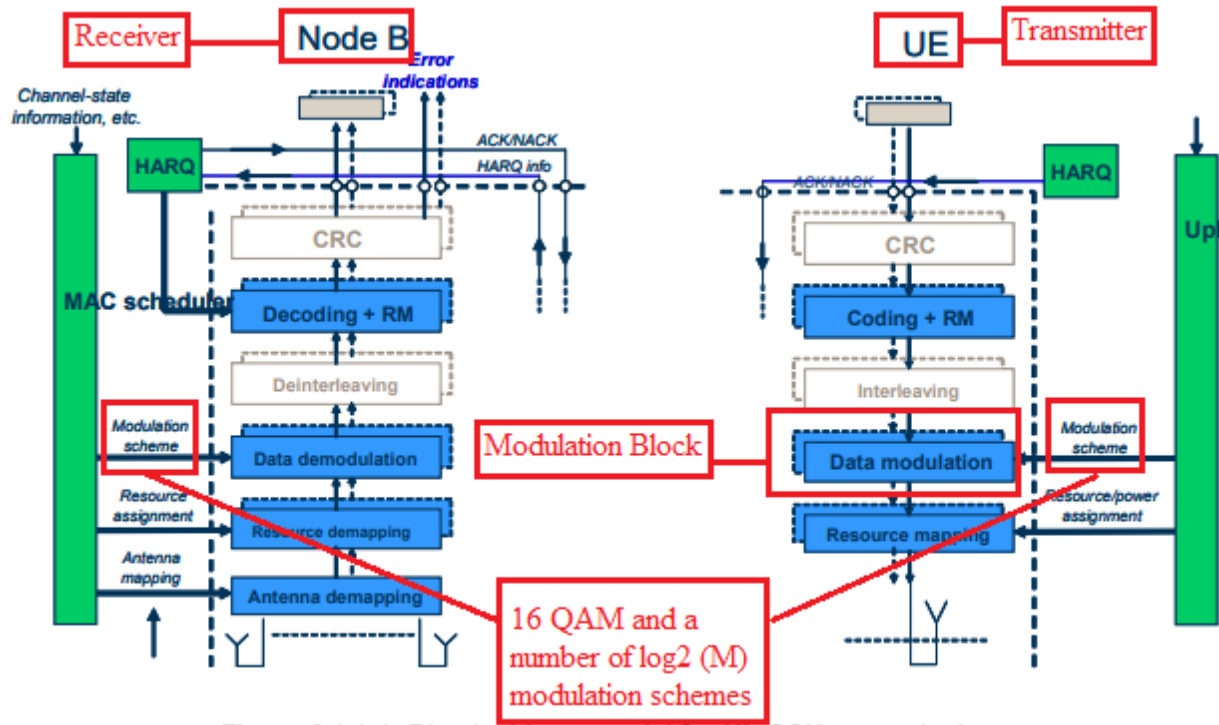 Receiver
Node B
UE
Transmitter
Error
indications
Channel-state
information, etc.
HARQ
ACK/NACK
HARQ info
ACK/NACK
HARQ
CRC
CRC
Upl
MAC scheduler
Decoding + RM
Coding + RM
Deinterleaving
Interleaving
Modulation
scheme
Data demodulation
Modulation Block
Data modulation
Modulation
scheme
Resource
assignment
Resource demapping
Resource mapping
Resource/power
assignment
Antenna
mapping
Antenna demapping
16 QAM and a
number of log2 (M)
modulation schemes